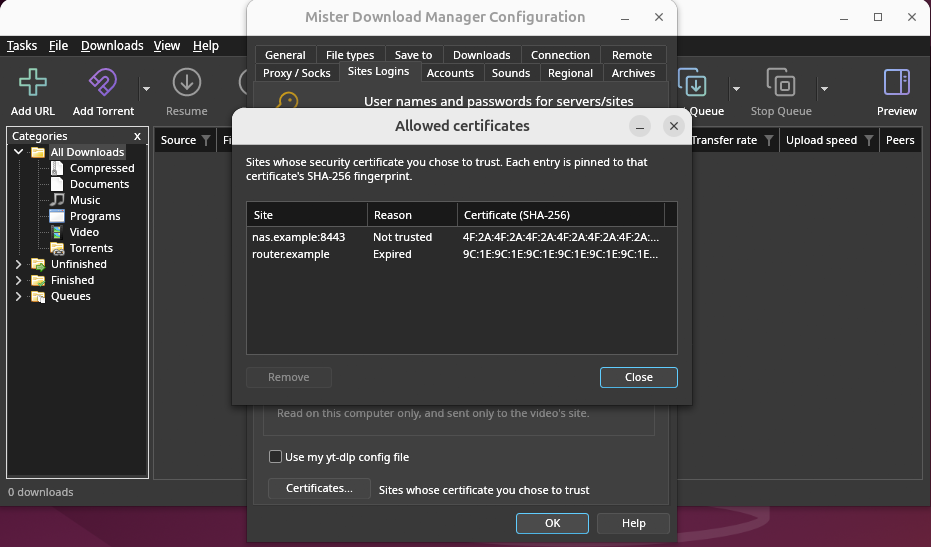 Mister Download Manager Configuration
Tasks File Downloads View Help
General File types Save to Downloads Connection Remote
Proxy / Socks Sites Logins Accounts Sounds Regional Archives
Add URL Add Torrent Resume Queue Stop Queue Preview
User names and passwords for servers/sites
Allowed certificates
Categories x
Source Transfer rate Upload speed Peers
All Downloads
Compressed
Documents
Music
Programs
Video
Torrents
Unfinished
Finished
Queues
Sites whose security certificate you chose to trust. Each entry is pinned to that
certificate's SHA-256 fingerprint.
Site Reason Certificate (SHA-256)
nas.example:8443 Not trusted 4F:2A:4F:2A:4F:2A:4F:2A:4F:2A:4F:2A:...
router.example Expired 9C:1E:9C:1E:9C:1E:9C:1E:9C:1E:9C:1E...
Remove Close
Read on this computer only, and sent only to the video's site.
Use my yt-dlp config file
Certificates... Sites whose certificate you chose to trust
0 downloads
OK Help